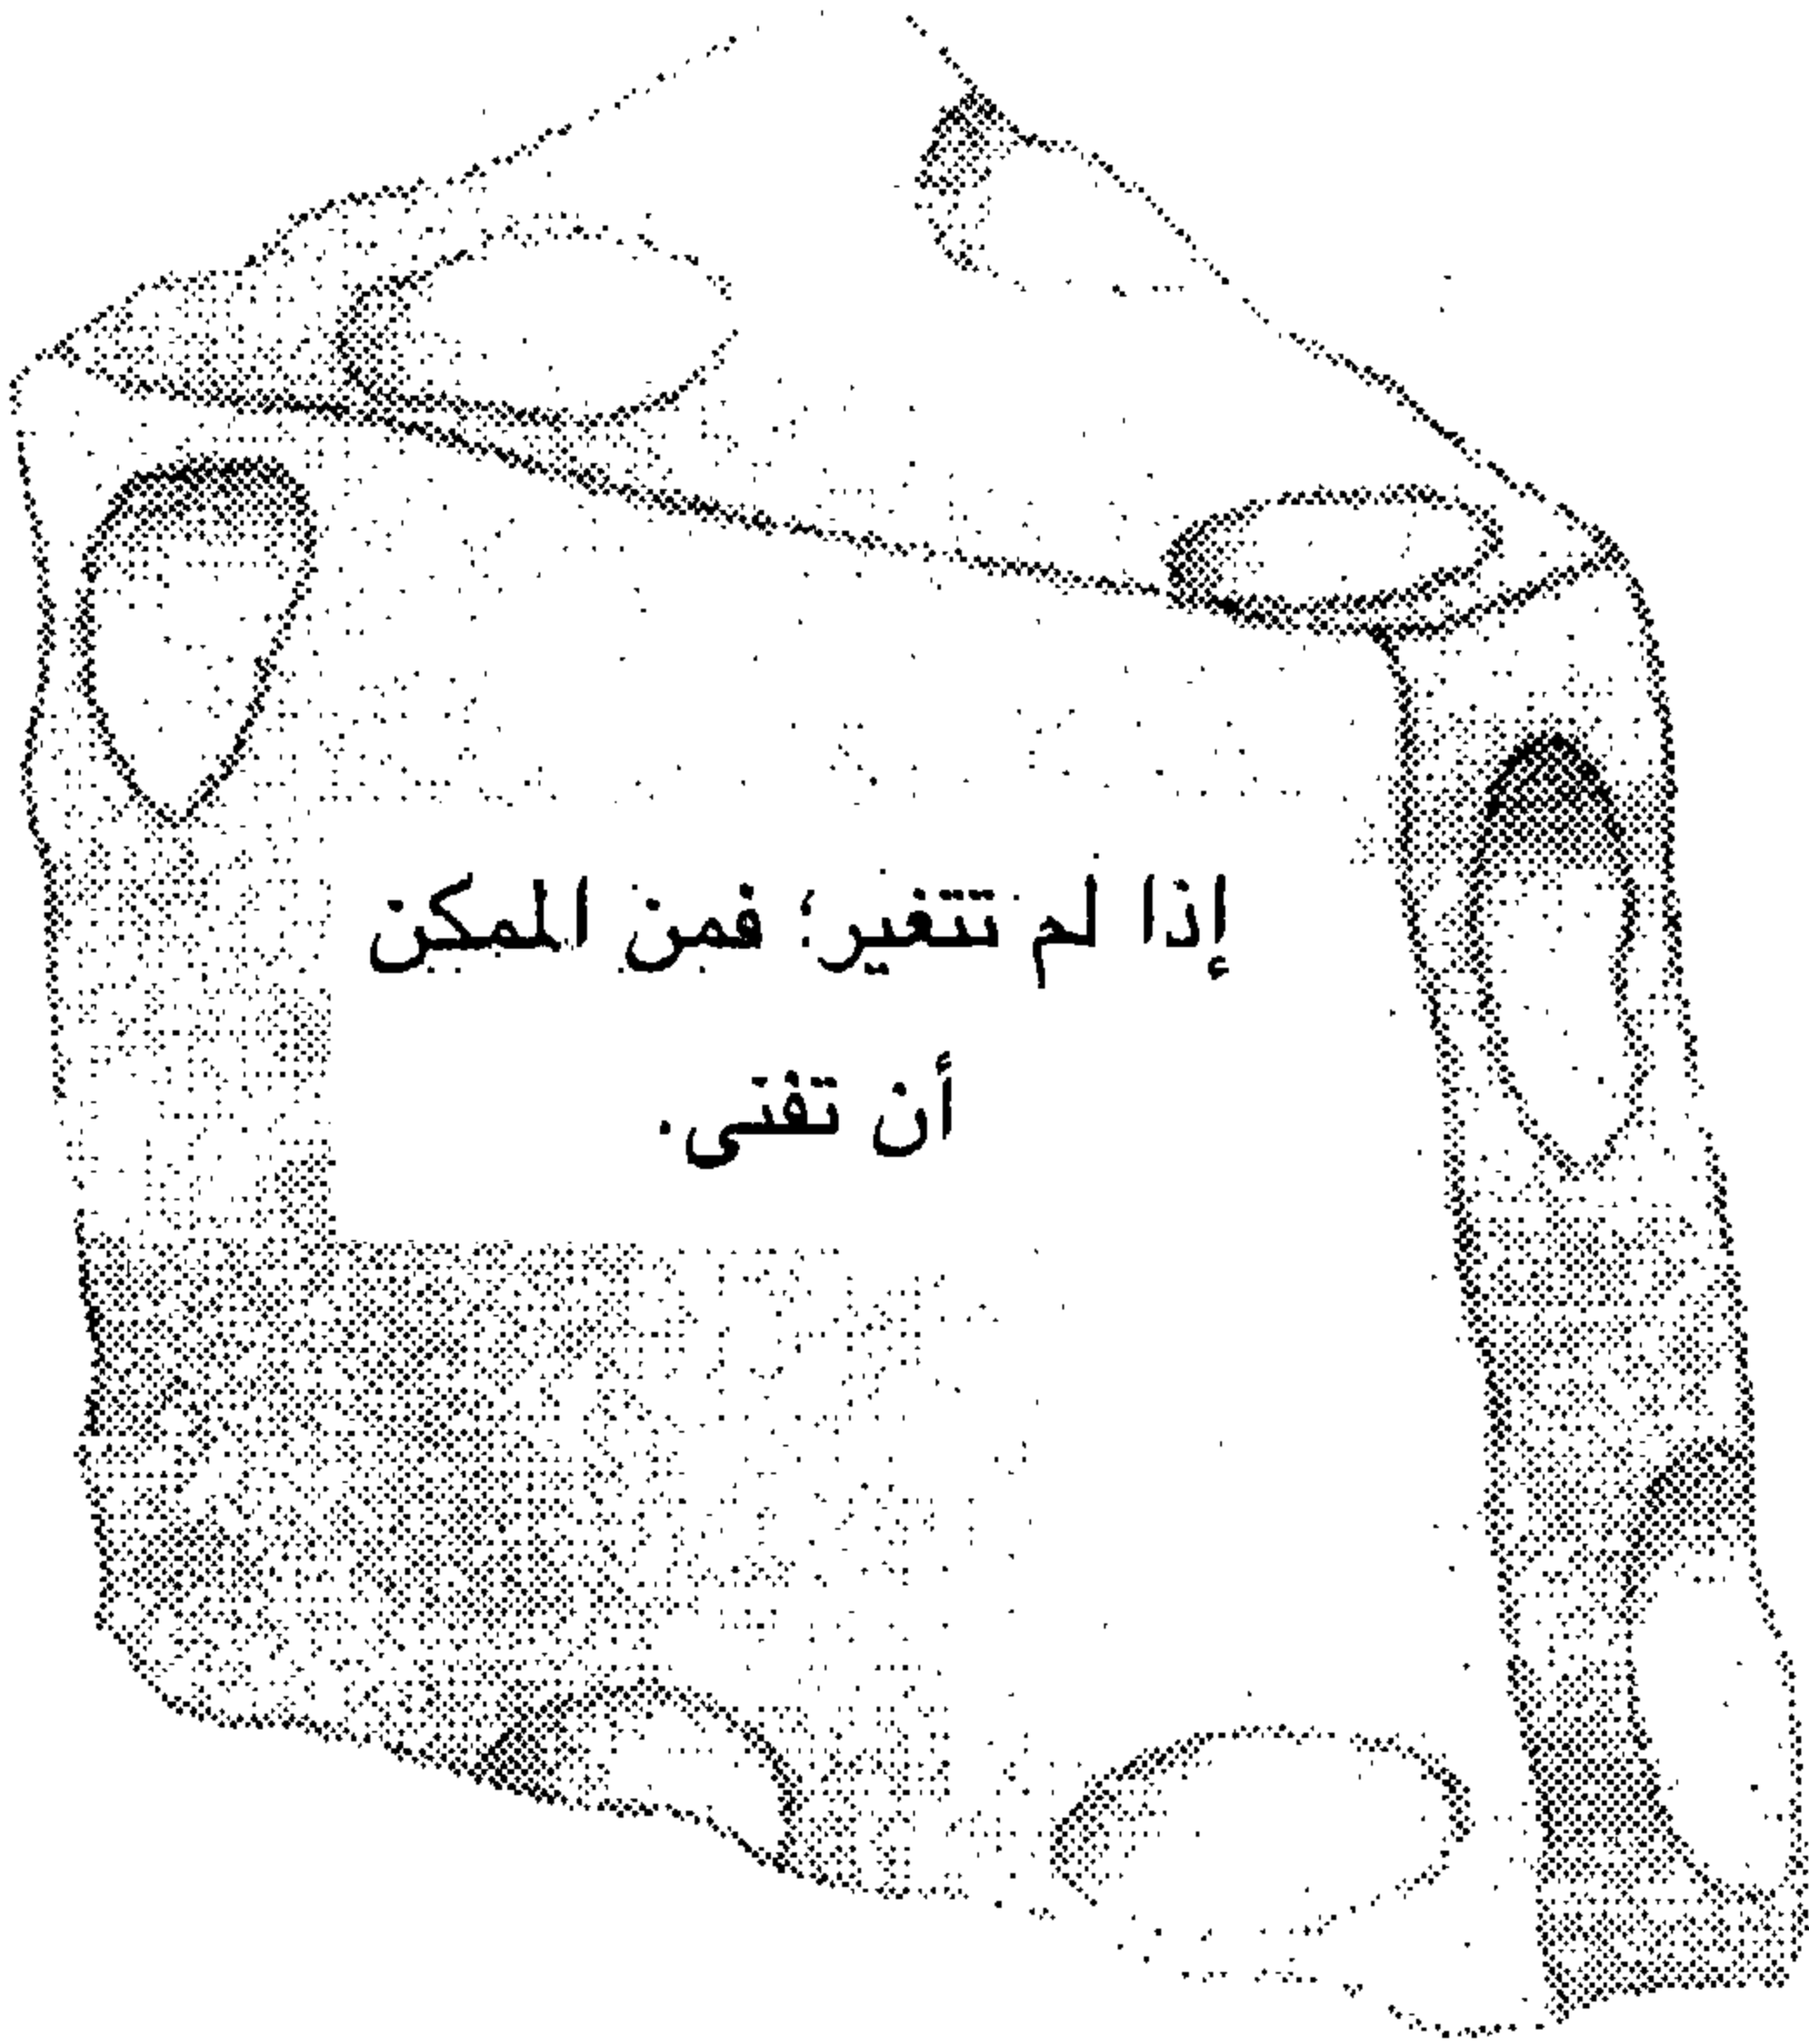 إذا لم تتغير؛ فمن الممكن
أن تفنى.